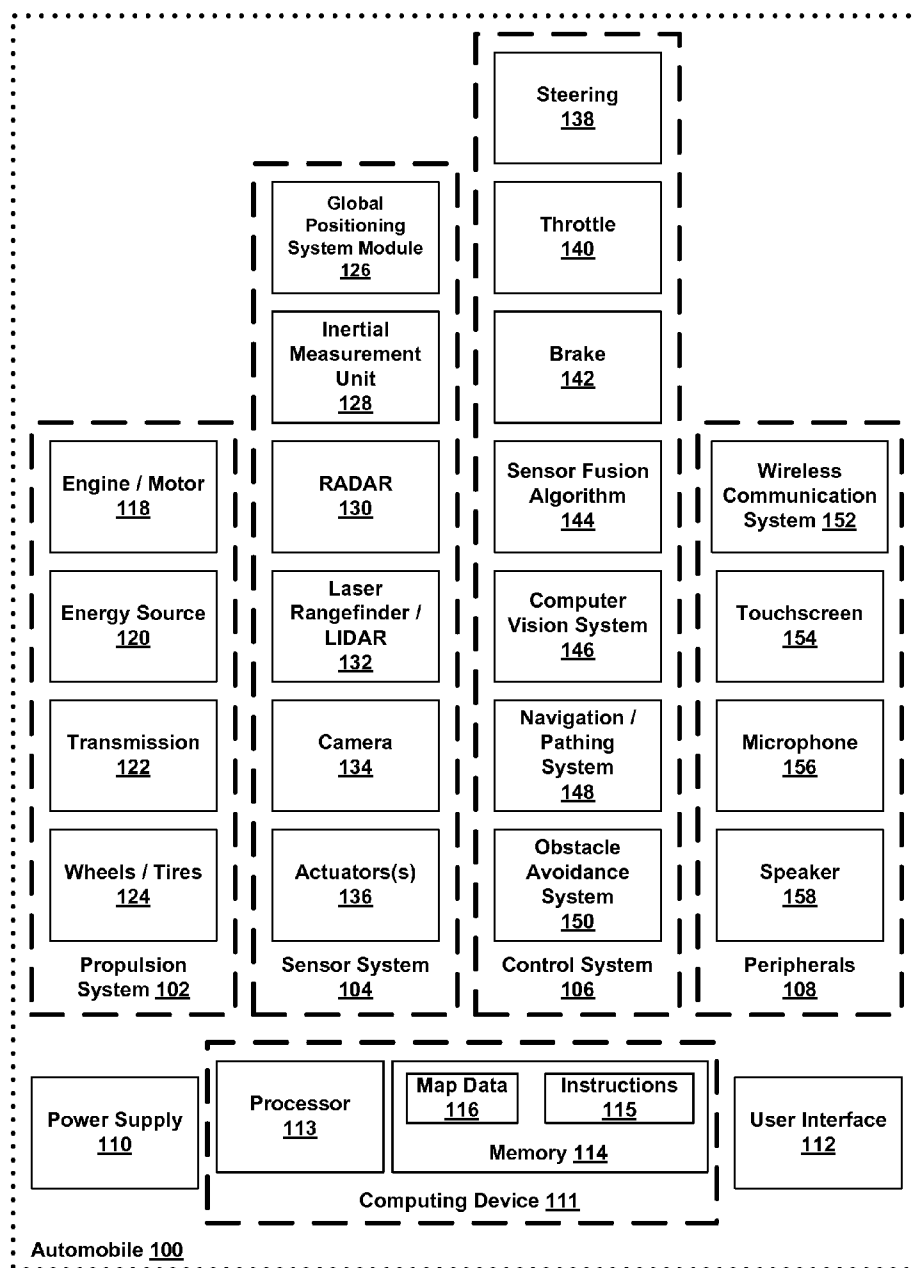 Steering
138
Throttle
140
Brake
142
Sensor Fusion
Algorithm
144
Computer
Vision System
146
Navigation /
Pathing
System
148
Obstacle
Avoidance
System
150
Control System
106
Global
Positioning
System Module
126
Inertial
Measurement
Unit
128
RADAR
130
Laser
Rangefinder /
LIDAR
132
Camera
134
Actuators(s)
136
Sensor System
104
Engine / Motor
118
Energy Source
120
Transmission
122
Wheels / Tires
124
Propulsion
System 102
Wireless
Communication
System 152
Touchscreen
154
Microphone
156
Speaker
158
Peripherals
108
Power Supply
110
Processor
113
Map Data
116
Instructions
115
Memory 114
Computing Device 111
User Interface
112
Automobile 100